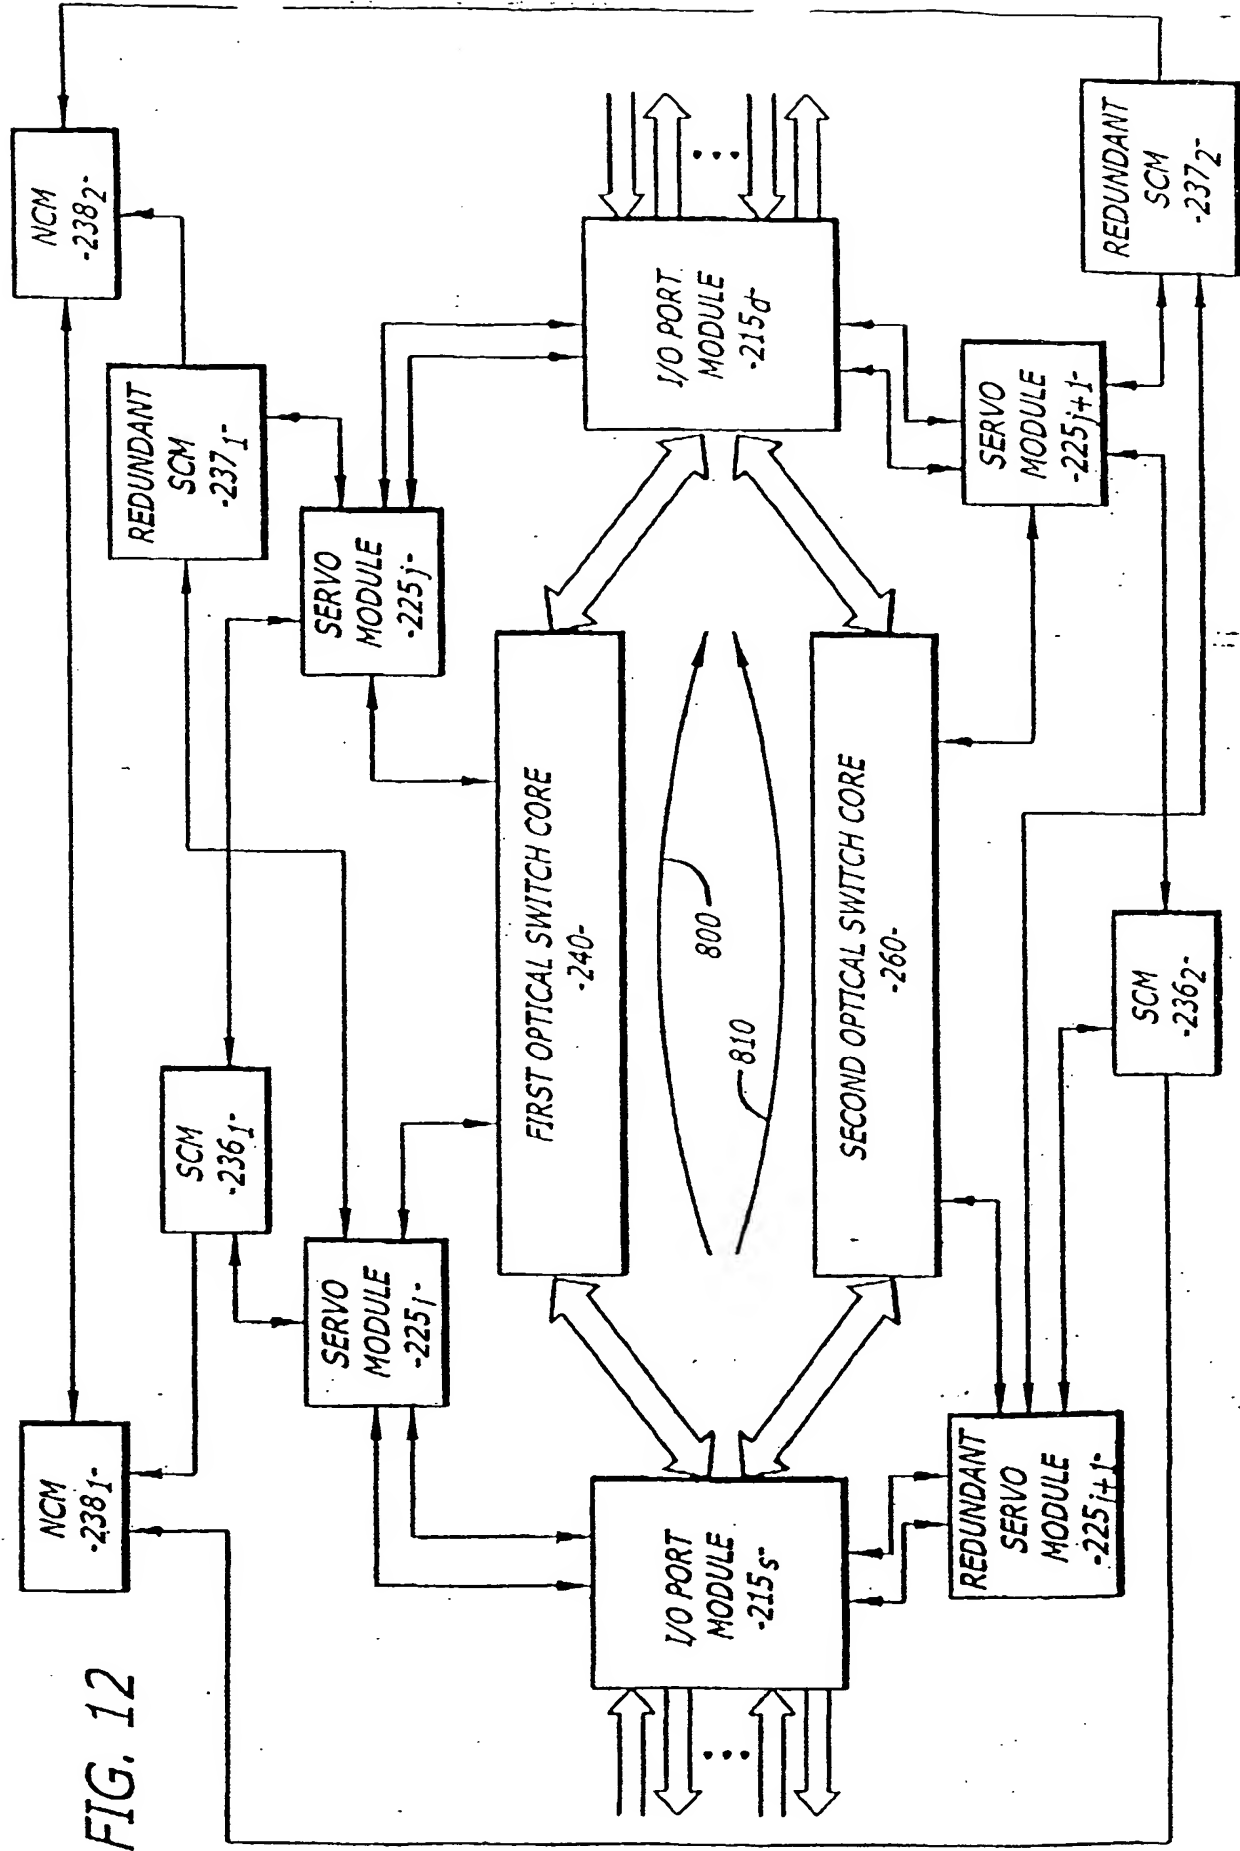 FIG. 12
NCM
-238₁-
NCM
-238₂-
SCM
-236₁-
REDUNDANT
SCM
-237₁-
SERVO
MODULE
-225i-
SERVO
MODULE
-225j-
FIRST OPTICAL SWITCH CORE
-240-
I/O PORT
MODULE
-215s-
800
810
I/O PORT
MODULE
-215d-
SECOND OPTICAL SWITCH CORE
-260-
REDUNDANT
SERVO
MODULE
-225i+1-
SERVO
MODULE
-225j+1-
SCM
-236₂-
REDUNDANT
SCM
-237₂-